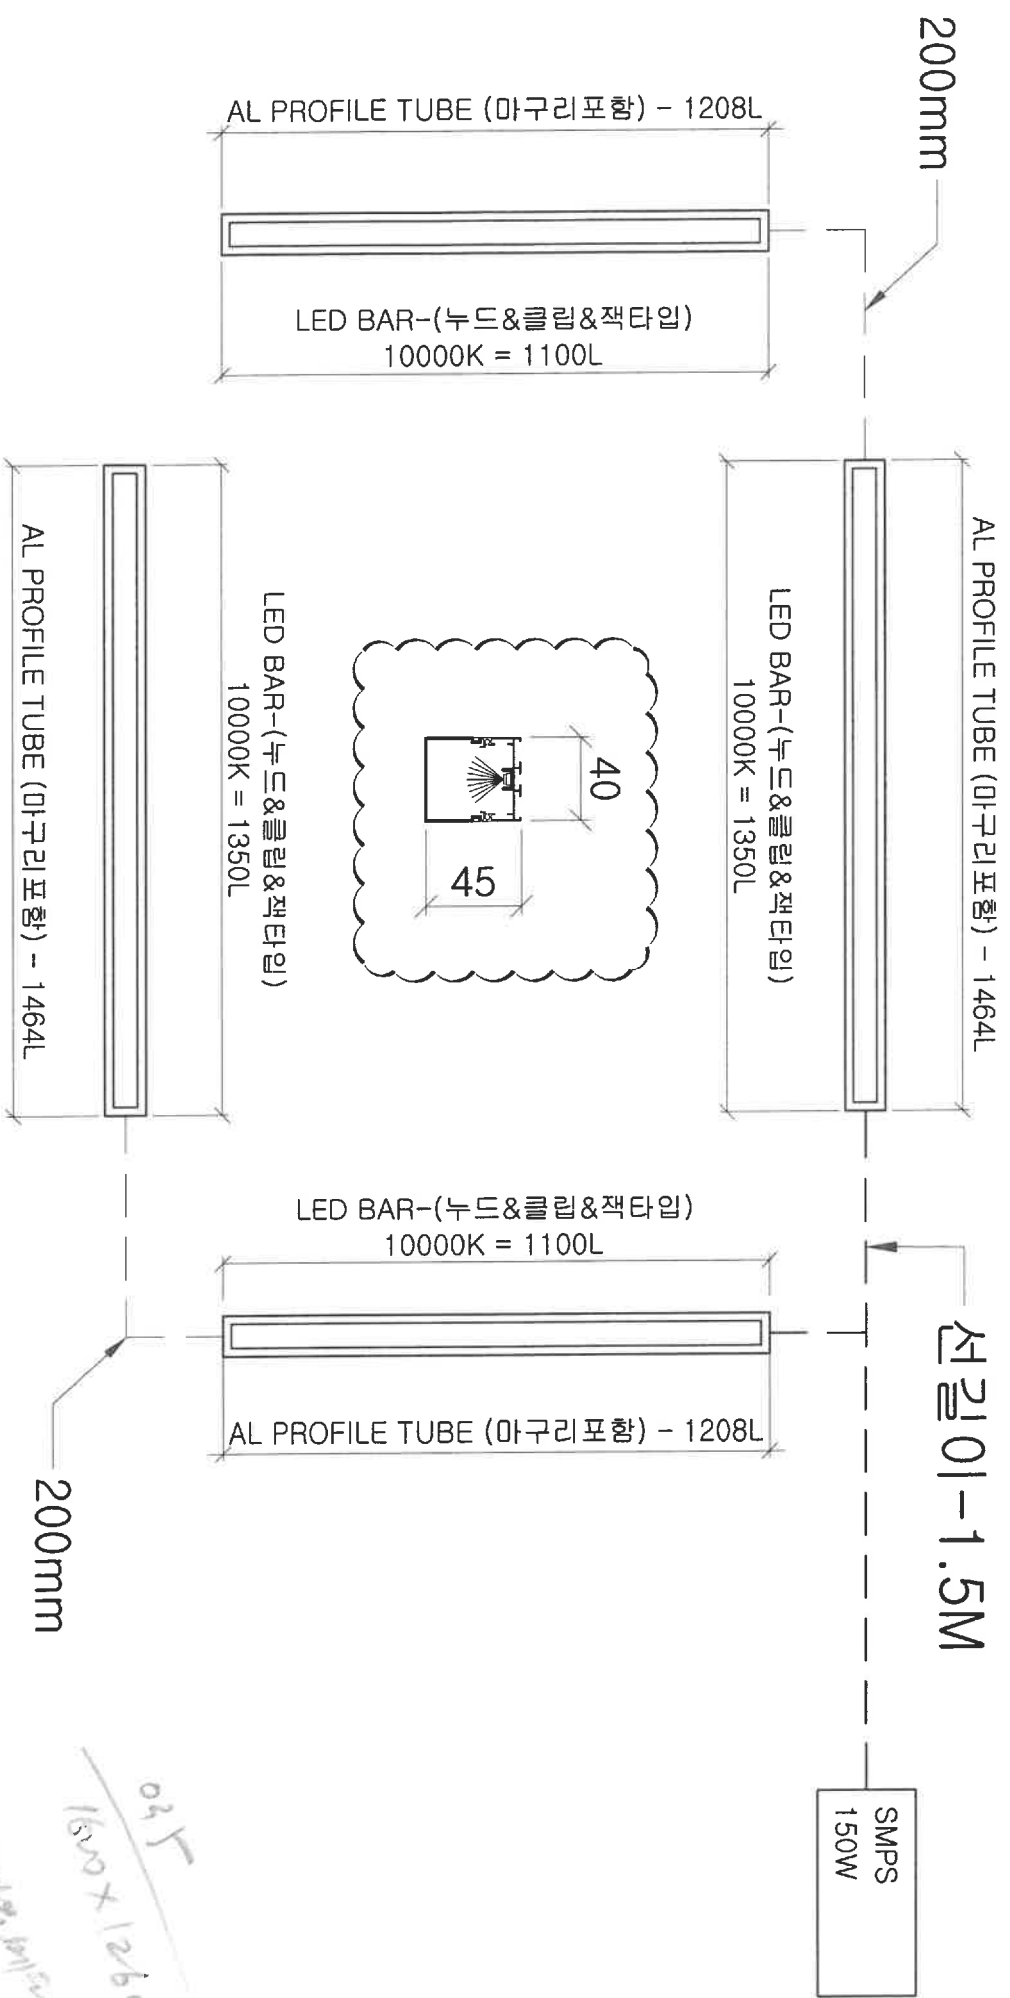 200mm
AL PROFILE TUBE (마구리포함) - 1208L
LED BAR-(누드&클립&잭타입)
10000K = 1100L
AL PROFILE TUBE (마구리포함) - 1464L
LED BAR-(누드&클립&잭타입)
10000K = 1350L
40
45
LED BAR-(누드&클립&잭타입)
10000K = 1350L
AL PROFILE TUBE (마구리포함) - 1464L
선길이-1.5M
LED BAR-(누드&클립&잭타입)
10000K = 1100L
AL PROFILE TUBE (마구리포함) - 1208L
200mm
SMPS
150W